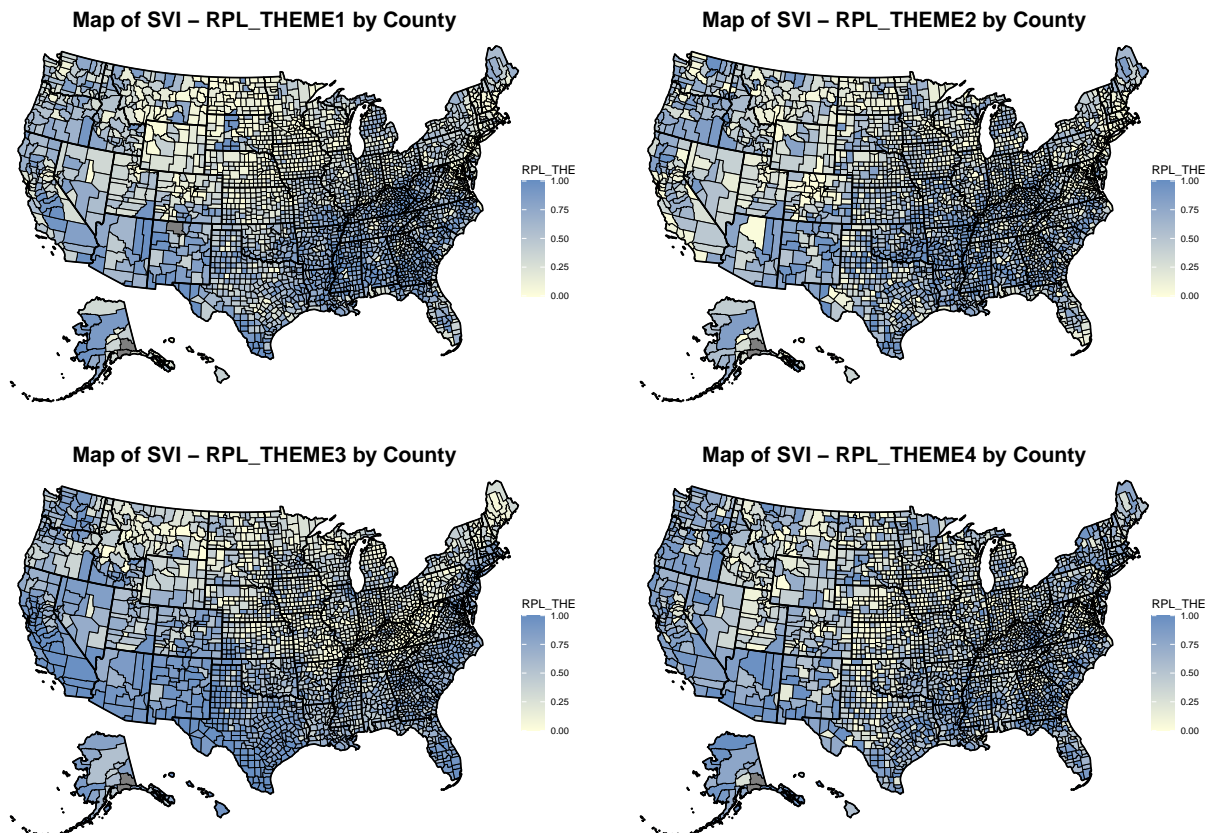 Map of SVI – RPL_THEME1 by County
RPL_THE
1.00
0.75
0.50
0.25
0.00
Map of SVI – RPL_THEME2 by County
RPL_THE
1.00
0.75
0.50
0.25
0.00
Map of SVI – RPL_THEME3 by County
RPL_THE
1.00
0.75
0.50
0.25
0.00
Map of SVI – RPL_THEME4 by County
RPL_THE
1.00
0.75
0.50
0.25
0.00